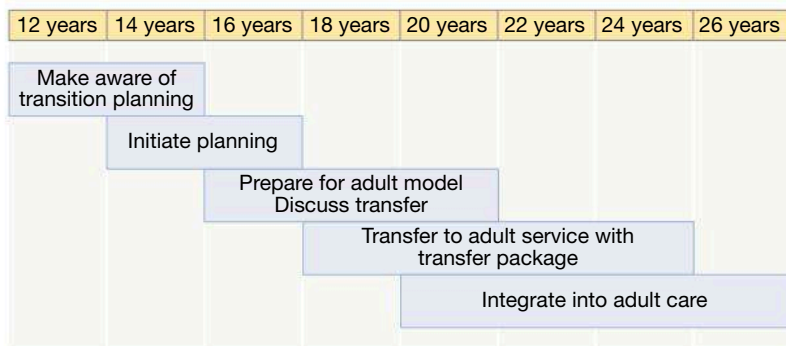 12 years 14 years 16 years 18 years 20 years 22 years 24 years 26 years
Make aware of
transition planning
Initiate planning
Prepare for adult model
Discuss transfer
Transfer to adult service with
transfer package
Integrate into adult care